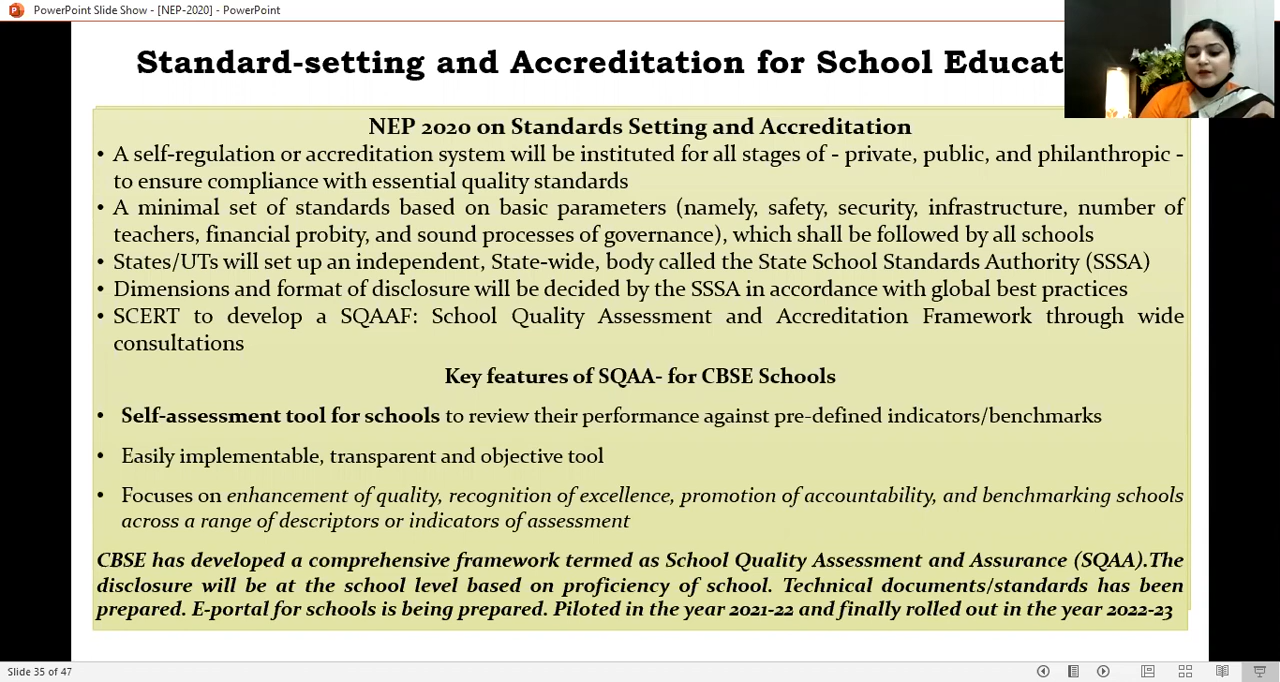 PowerPoint Slide Show - [NEP-2020] - PowerPoint
Standard-setting and Accreditation for School Educat
NEP 2020 on Standards Setting and Accreditation
• A self-regulation or accreditation system will be instituted for all stages of - private, public, and philanthropic -
to ensure compliance with essential quality standards
• A minimal set of standards based on basic parameters (namely, safety, security, infrastructure, number of
teachers, financial probity, and sound processes of governance), which shall be followed by all schools
• States/UTs will set up an independent, State-wide, body called the State School Standards Authority (SSSA)
• Dimensions and format of disclosure will be decided by the SSSA in accordance with global best practices
• SCERT to develop a SQAAF: School Quality Assessment and Accreditation Framework through wide
consultations
Key features of SQAA- for CBSE Schools
• Self-assessment tool for schools to review their performance against pre-defined indicators/benchmarks
• Easily implementable, transparent and objective tool
• Focuses on enhancement of quality, recognition of excellence, promotion of accountability, and benchmarking schools
across a range of descriptors or indicators of assessment
CBSE has developed a comprehensive framework termed as School Quality Assessment and Assurance (SQAA).The
disclosure will be at the school level based on proficiency of school. Technical documents/standards has been
prepared. E-portal for schools is being prepared. Piloted in the year 2021-22 and finally rolled out in the year 2022-23
Slide 35 of 47